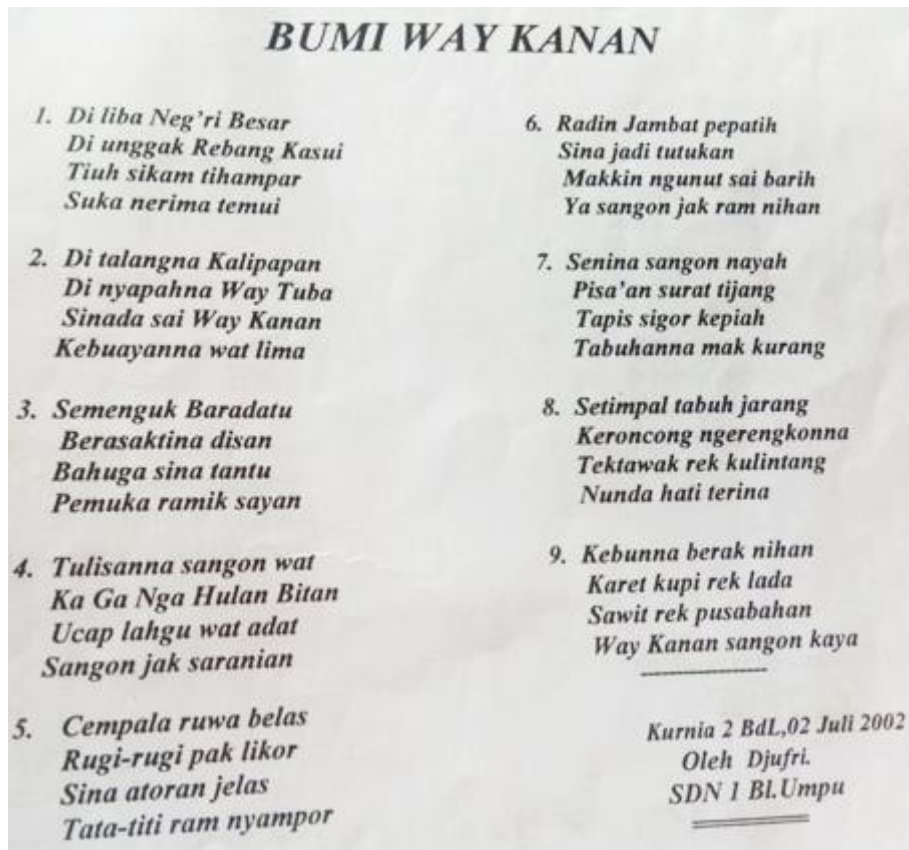 BUMI WAY KANAN
1. Di liba Neg'ri Besar
Di unggak Rebang Kasui
Tiuh sikam tihampar
Suka nerima temui
2. Di talangna Kalipapan
Di nyapahna Way Tuba
Sinada sai Way Kanan
Kebuayanna wat lima
3. Semenguk Baradatu
Berasaktina disan
Bahuga sina tantu
Pemuka ramik sayan
4. Tulisanna sangon wat
Ka Ga Nga Hulan Bitan
Ucap lahgu wat adat
Sangon jak saranian
5. Cempala ruwa belas
Rugi-rugi pak likor
Sina atoran jelas
Tata-titi ram nyampor
6. Radin Jambat pepatih
Sina jadi tutukan
Makkin ngunut sai barih
Ya sangon jak ram nihan
7. Senina sangon nayah
Pisa'an surat tijang
Tapis sigor kepiah
Tabuhanna mak kurang
8. Setimpal tabuh jarang
Keroncong ngerengkonna
Tektawak rek kulintang
Nunda hati terina
9. Kebunna berak nihan
Karet kupi rek lada
Sawit rek pusabahan
Way Kanan sangon kaya
Kurnia 2 BdL,02 Juli 2002
Oleh Djufri.
SDN 1 Bl.Umpu